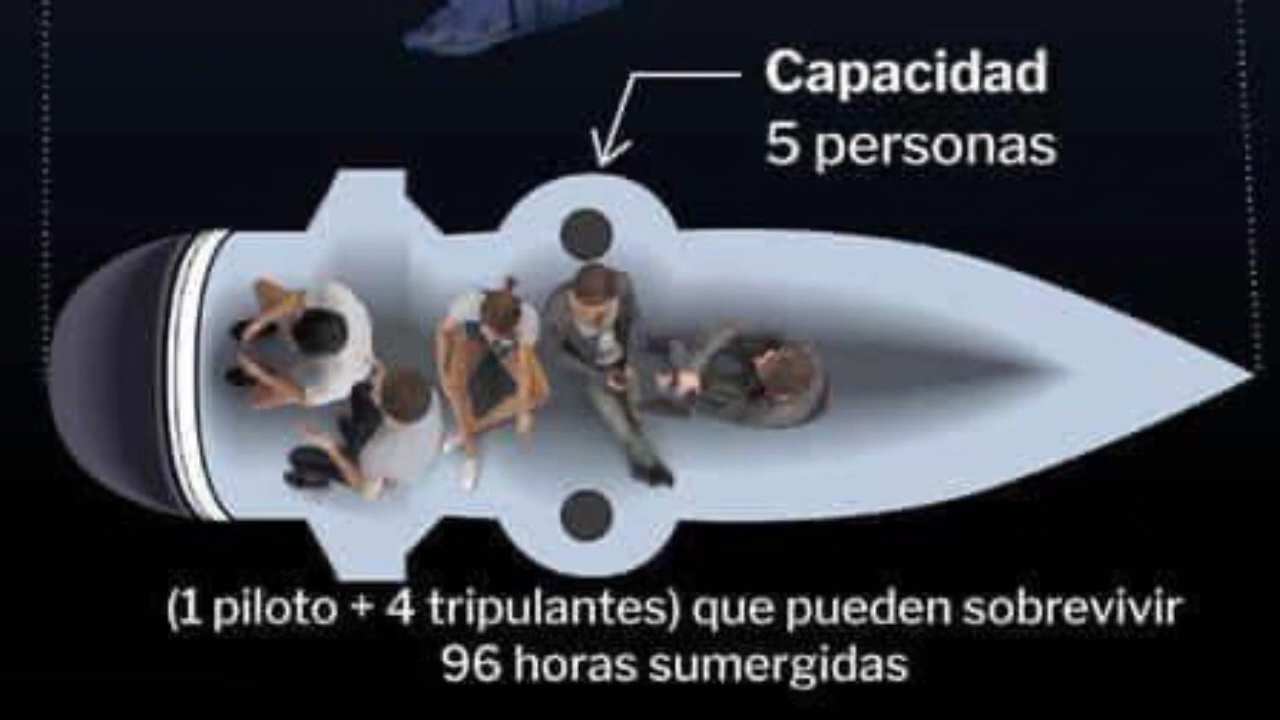 Capacidad
5 personas
(1 piloto + 4 tripulantes) que pueden sobrevivir
96 horas sumergidas